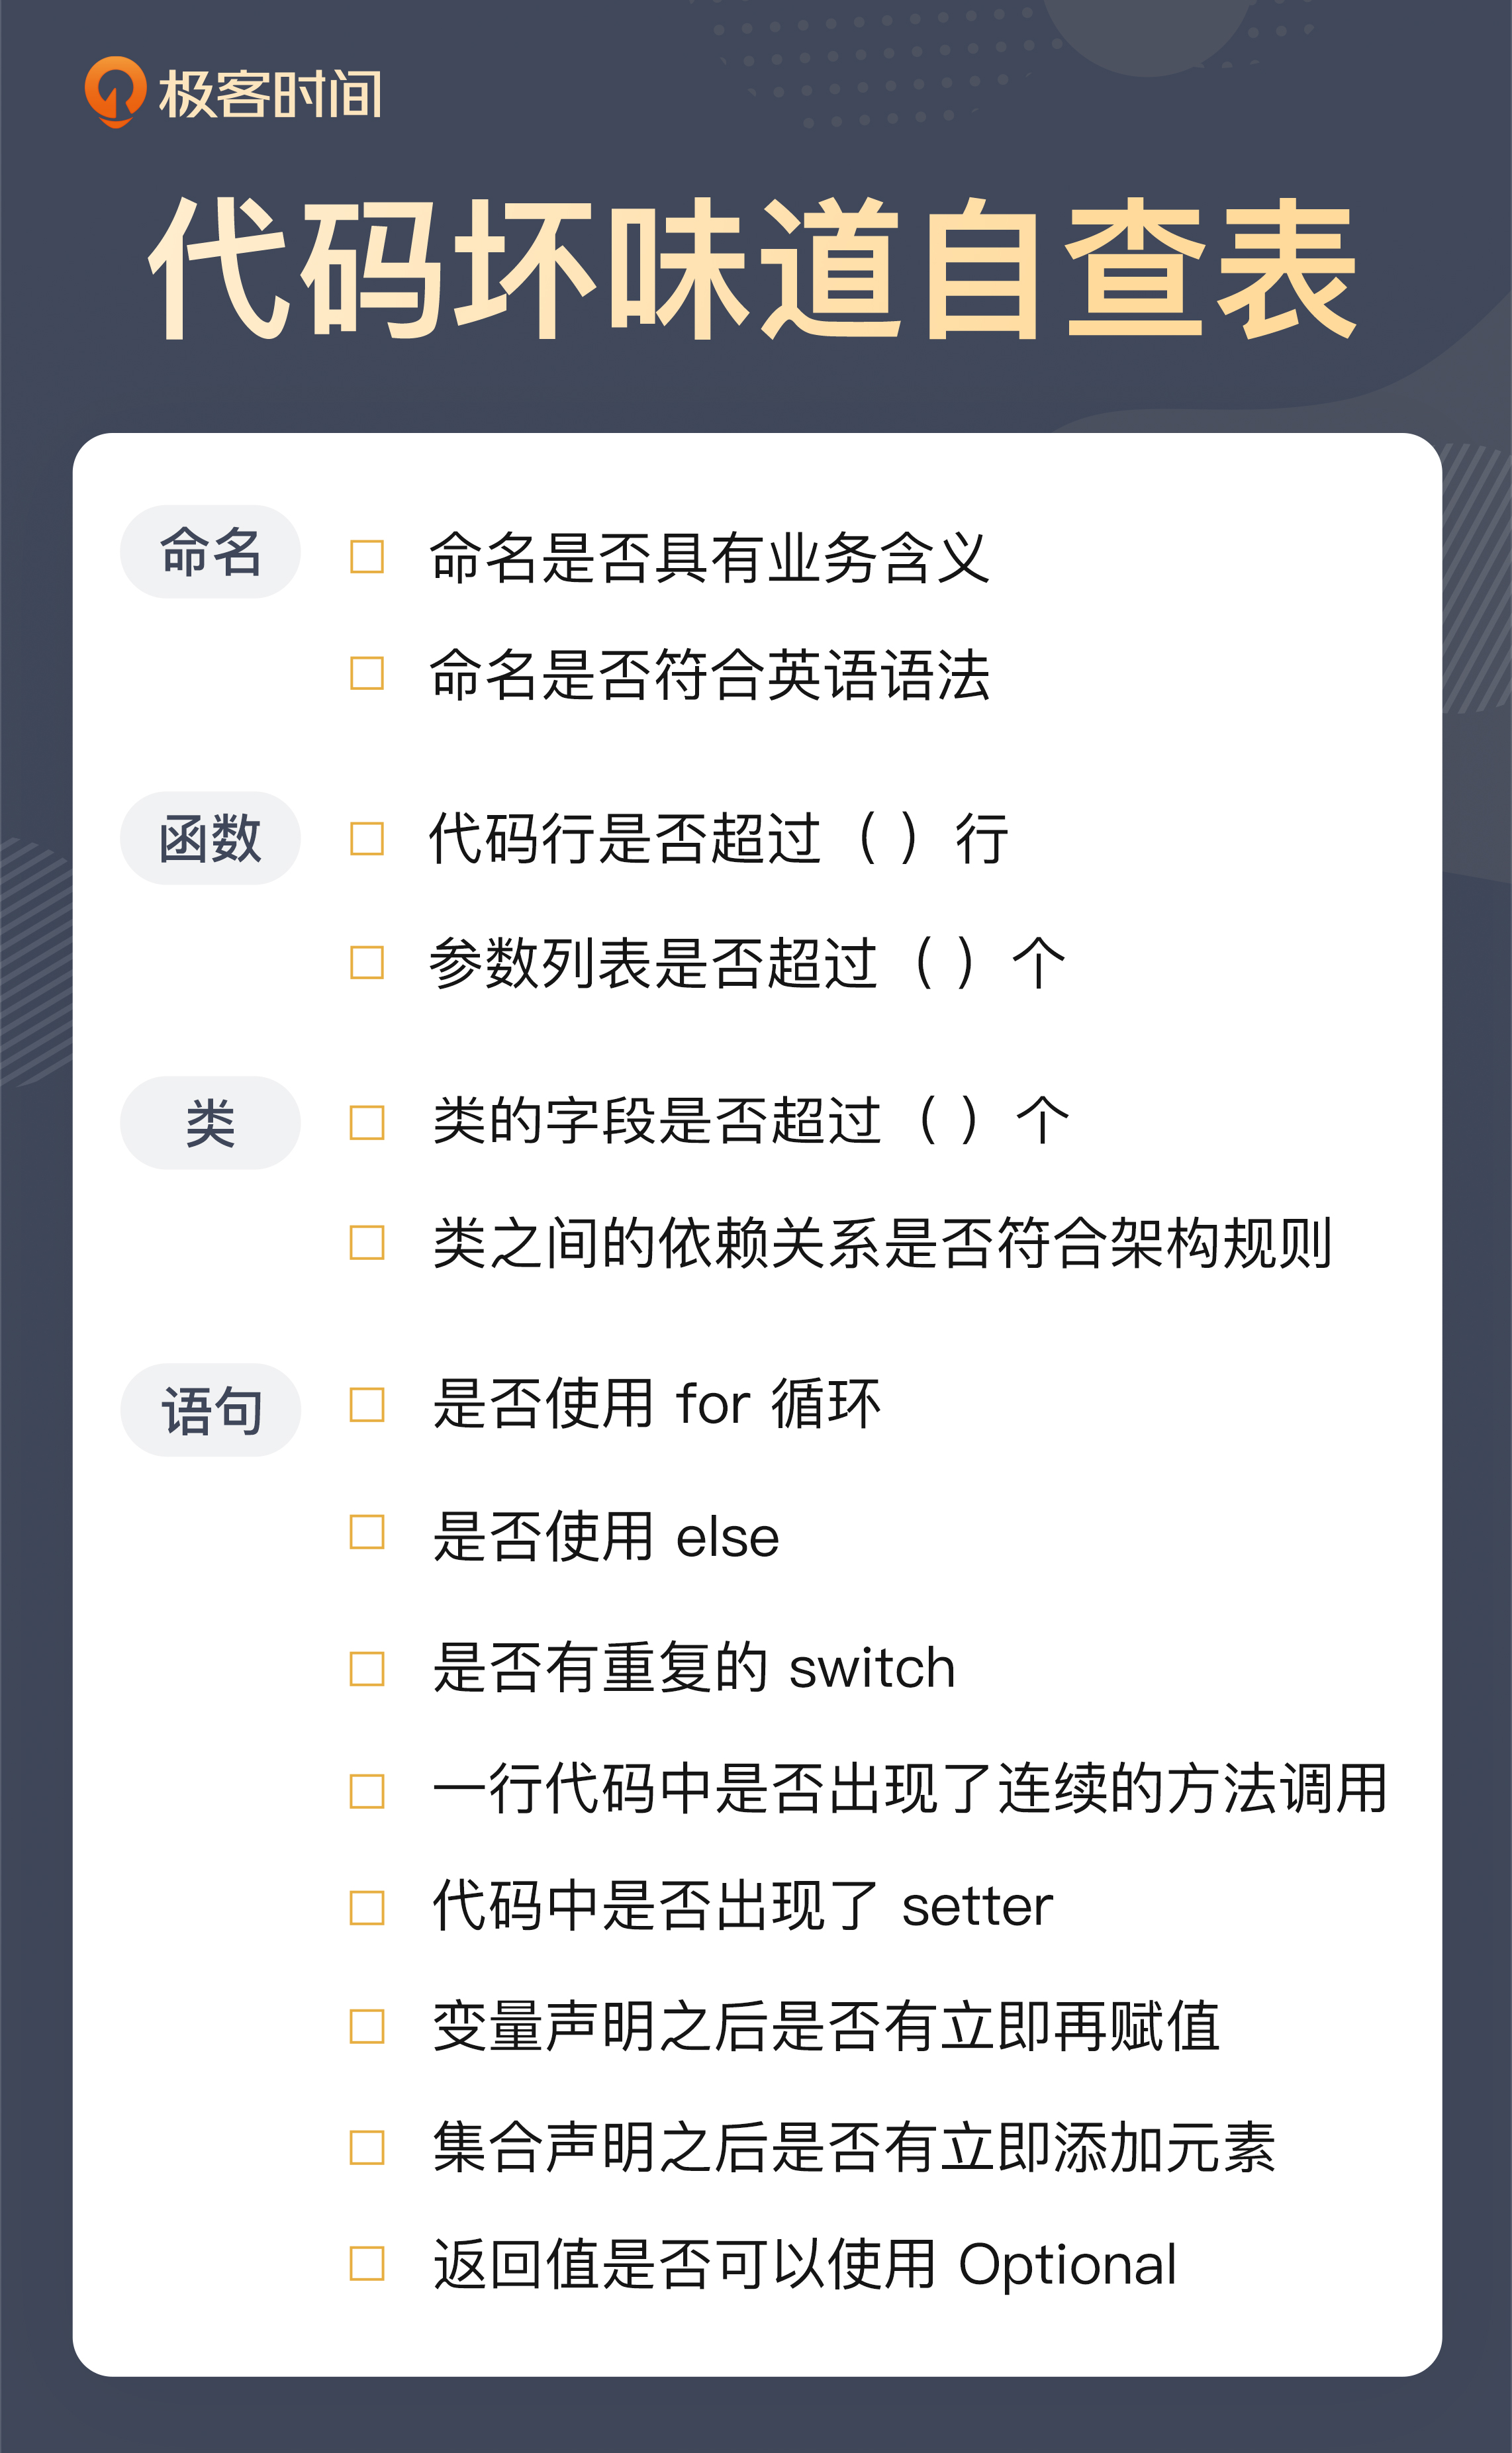 极客时间
代码坏味道自查表
命名
命名是否具有业务含义
命名是否符合英语语法
函数
代码行是否超过（ ）行
参数列表是否超过（ ）个
类
类的字段是否超过（ ）个
类之间的依赖关系是否符合架构规则
语句
是否使用 for 循环
是否使用 else
是否有重复的 switch
一行代码中是否出现了连续的方法调用
代码中是否出现了 setter
变量声明之后是否有立即再赋值
集合声明之后是否有立即添加元素
返回值是否可以使用 Optional